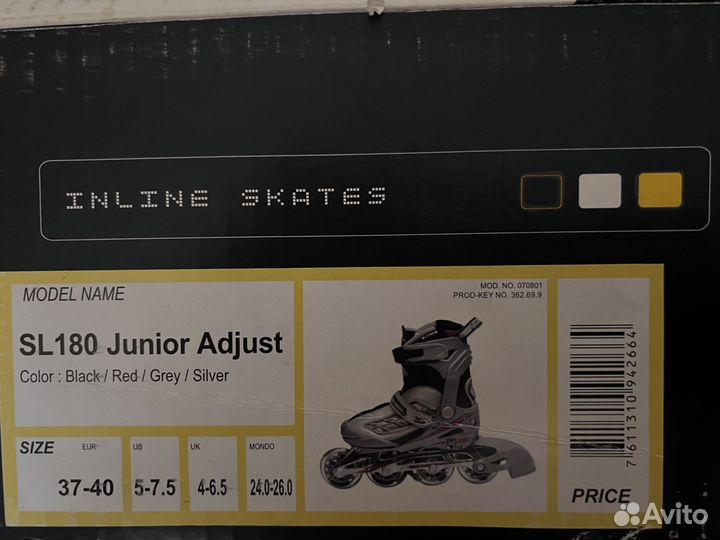 INLINE SKATES
MODEL NAME
SL180 Junior Adjust
Color : Black / Red / Grey / Silver
MOD. NO. 070801
PROD-KEY NO. 362.69.9
SIZE
EUR
US
UK
MONDO
37-40
5-7.5
4-6.5
24.0-26.0
7 611310 942664
PRICE
Avito